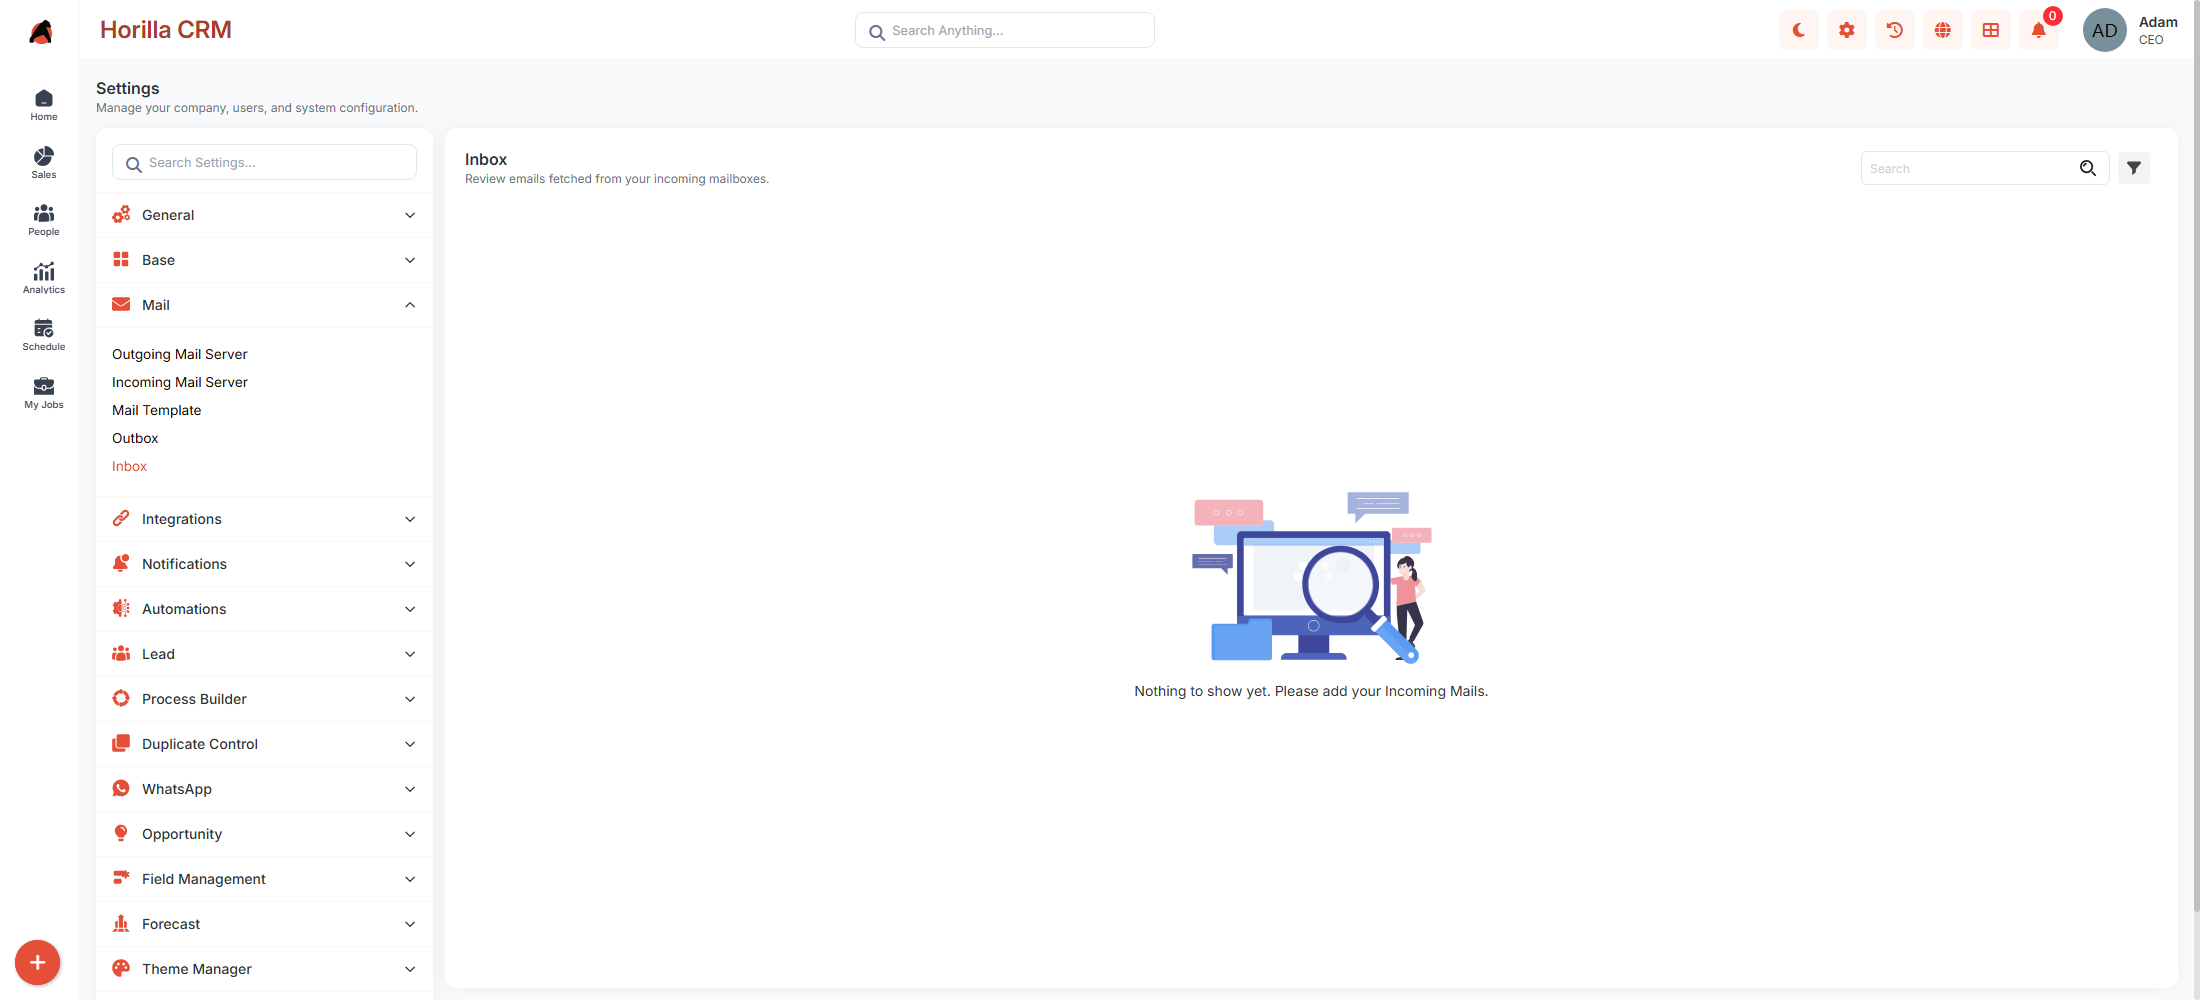 Horilla CRM
Search Anything...
0
AD
Adam
CEO
Home
Sales
People
Analytics
Schedule
My Jobs
Settings
Manage your company, users, and system configuration.
Search Settings...
General
Base
Mail
Outgoing Mail Server
Incoming Mail Server
Mail Template
Outbox
Inbox
Integrations
Notifications
Automations
Lead
Process Builder
Duplicate Control
WhatsApp
Opportunity
Field Management
Forecast
Theme Manager
Inbox
Review emails fetched from your incoming mailboxes.
Search
Nothing to show yet. Please add your Incoming Mails.